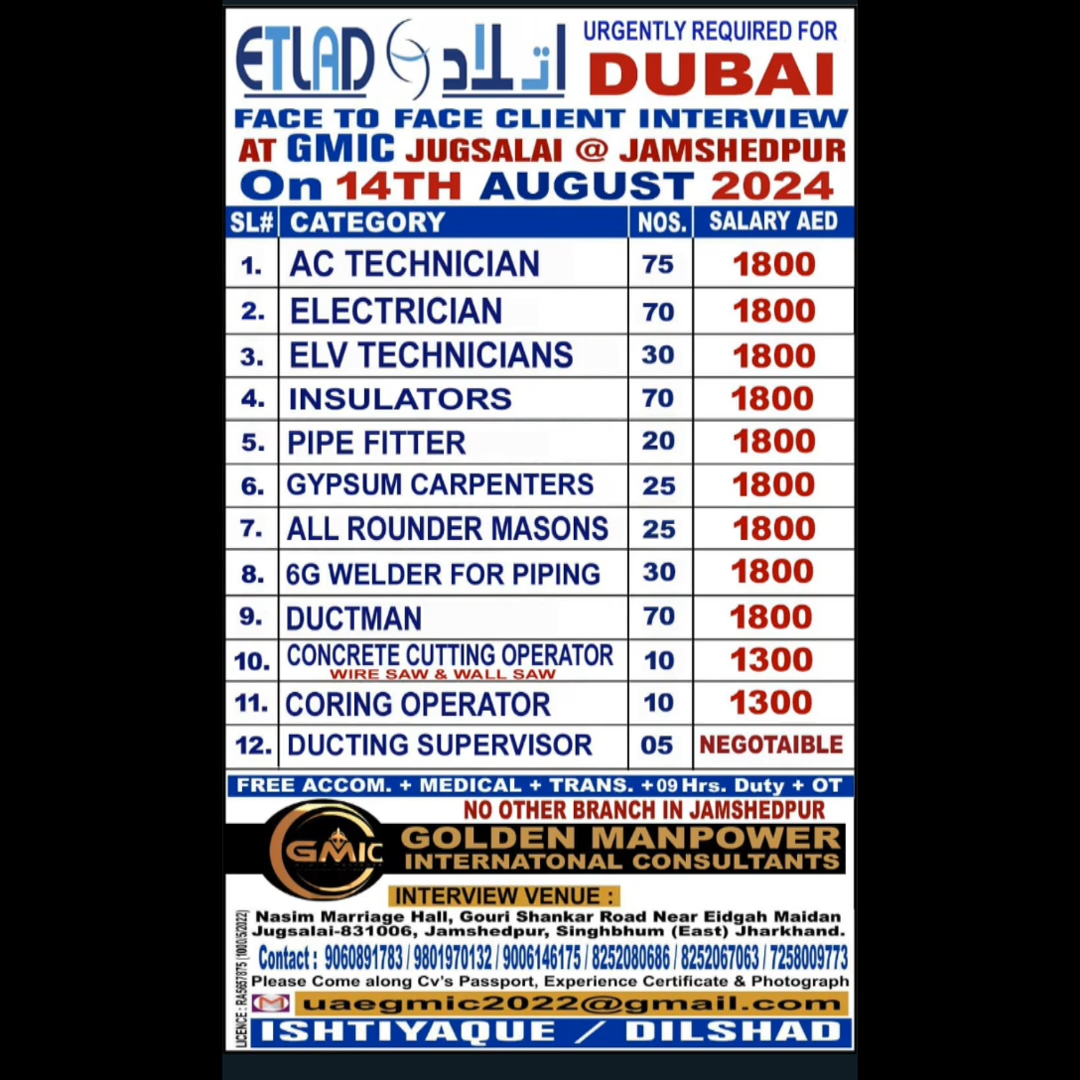 ETLAD اتلاد
URGENTLY REQUIRED FOR
DUBAI
FACE TO FACE CLIENT INTERVIEW
AT GMIC JUGSALAI @ JAMSHEDPUR
On 14TH AUGUST 2024
SL# CATEGORY NOS. SALARY AED
1. AC TECHNICIAN 75 1800
2. ELECTRICIAN 70 1800
3. ELV TECHNICIANS 30 1800
4. INSULATORS 70 1800
5. PIPE FITTER 20 1800
6. GYPSUM CARPENTERS 25 1800
7. ALL ROUNDER MASONS 25 1800
8. 6G WELDER FOR PIPING 30 1800
9. DUCTMAN 70 1800
10. CONCRETE CUTTING OPERATOR 10 1300
WIRE SAW & WALL SAW
11. CORING OPERATOR 10 1300
12. DUCTING SUPERVISOR 05 NEGOTAIBLE
FREE ACCOM. + MEDICAL + TRANS. +09 Hrs. Duty + OT
NO OTHER BRANCH IN JAMSHEDPUR
GMIC
GOLDEN MANPOWER
INTERNATONAL CONSULTANTS
INTERVIEW VENUE :
Nasim Marriage Hall, Gouri Shankar Road Near Eidgah Maidan
Jugsalai-831006, Jamshedpur, Singhbhum (East) Jharkhand.
Contact : 9060891783 / 9801970132 / 9006146175 / 8252080686 / 8252067063 / 7258009773
Please Come along Cv's Passport, Experience Certificate & Photograph
uaegmic2022@gmail.com
ISHTIYAQUE / DILSHAD
LICENCE : RA5657875 (1000/5/2022)